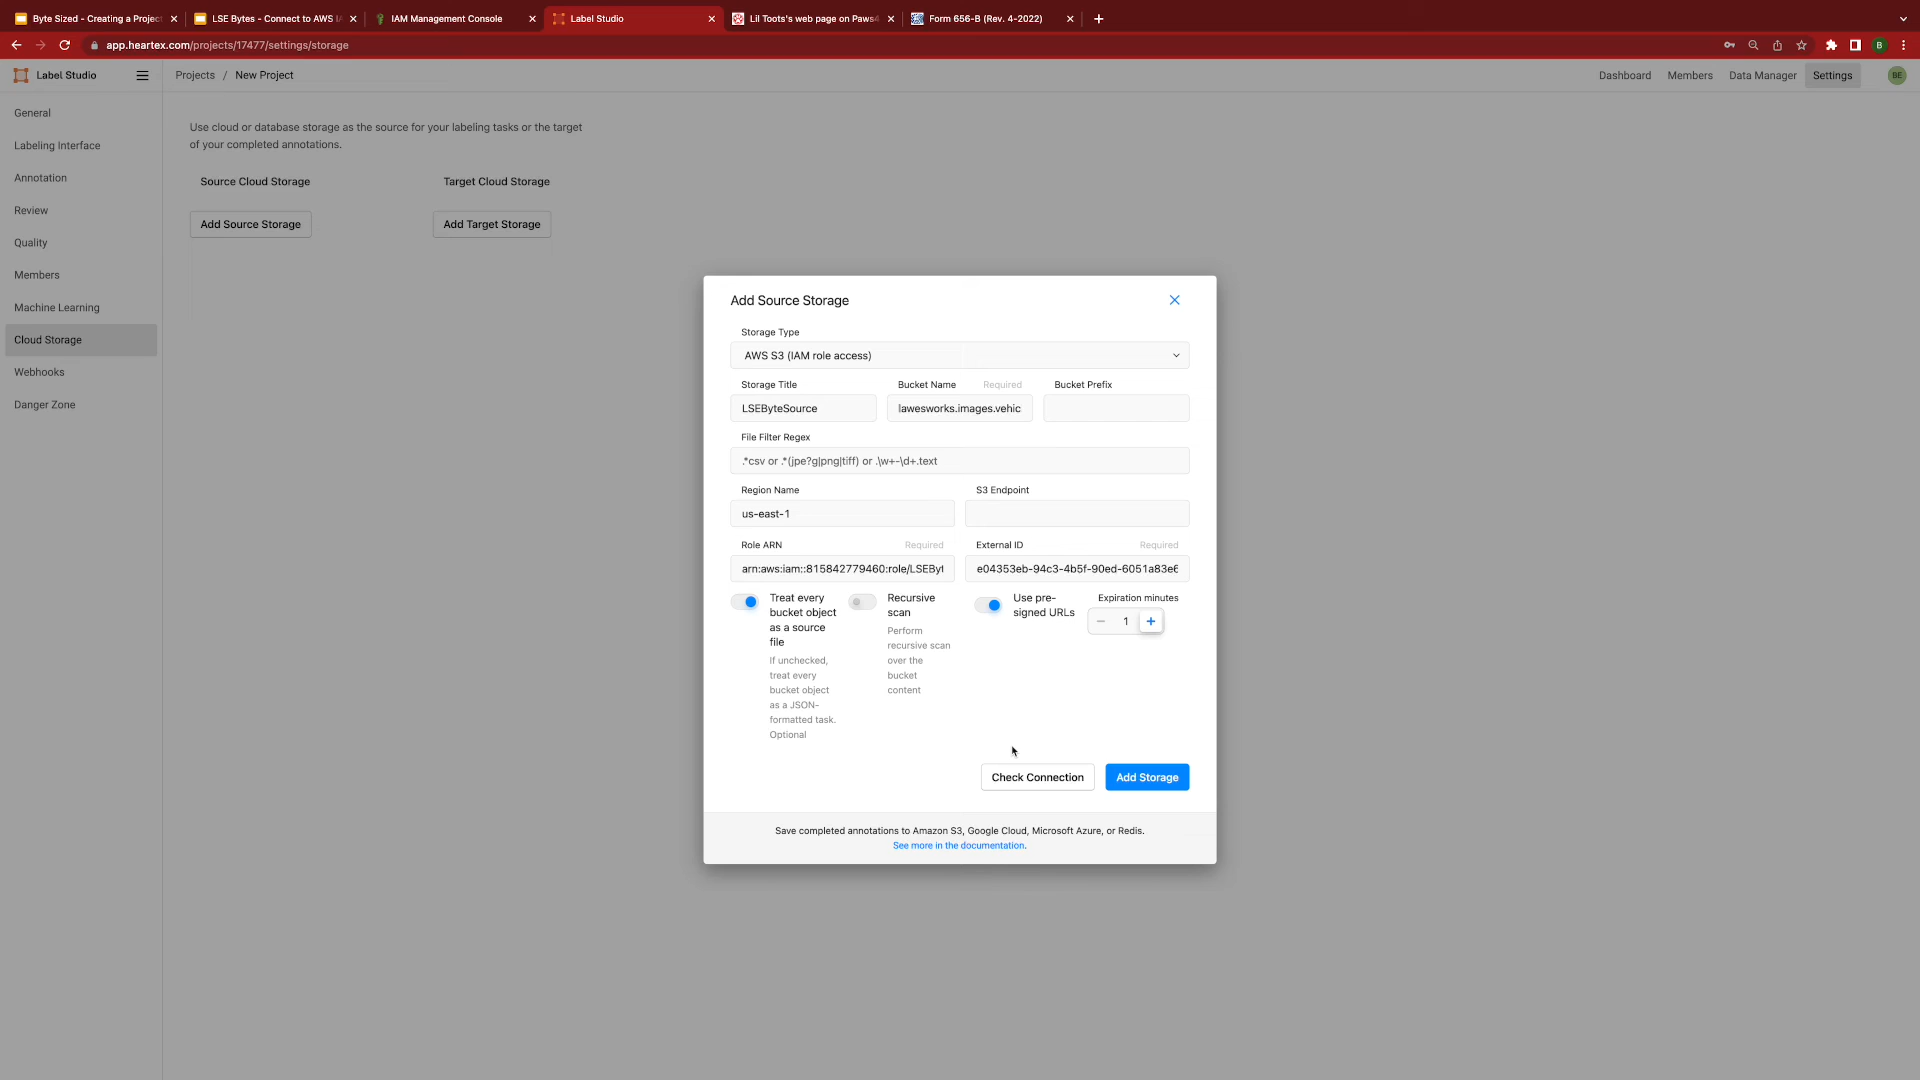 Byte Sized - Creating a Project
LSE Bytes - Connect to AWS IA
IAM Management Console
Label Studio
Lil Toots's web page on Paws4
Form 656-B (Rev. 4-2022)
app.heartex.com/projects/17477/settings/storage
B
Label Studio
Projects / New Project
Dashboard
Members
Data Manager
Settings
BE
General
Labeling Interface
Annotation
Review
Quality
Members
Machine Learning
Cloud Storage
Webhooks
Danger Zone
Use cloud or database storage as the source for your labeling tasks or the target
of your completed annotations.
Source Cloud Storage
Target Cloud Storage
Add Source Storage
Add Target Storage
Add Source Storage
Storage Type
AWS S3 (IAM role access)
Storage Title
Bucket Name
Required
Bucket Prefix
LSEByteSource
lawesworks.images.vehic
File Filter Regex
.*csv or .*(jpe?g|png|tiff) or .\w+-\d+.text
Region Name
S3 Endpoint
us-east-1
Role ARN
Required
External ID
Required
arn:aws:iam::815842779460:role/LSEByt
e04353eb-94c3-4b5f-90ed-6051a83e6
Treat every
bucket object
as a source
file
If unchecked,
treat every
bucket object
as a JSON-
formatted task.
Optional
Recursive
scan
Perform
recursive scan
over the
bucket
content
Use pre-
signed URLs
Expiration minutes
− 1 +
Check Connection
Add Storage
Save completed annotations to Amazon S3, Google Cloud, Microsoft Azure, or Redis.
See more in the documentation.